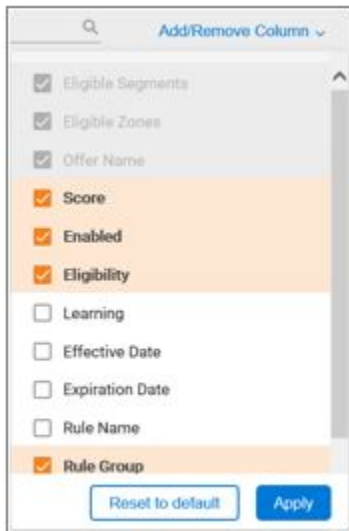 Add/Remove Column
Eligible Segments
Eligible Zones
Offer Name
Score
Enabled
Eligibility
Learning
Effective Date
Expiration Date
Rule Name
Rule Group
Reset to default
Apply